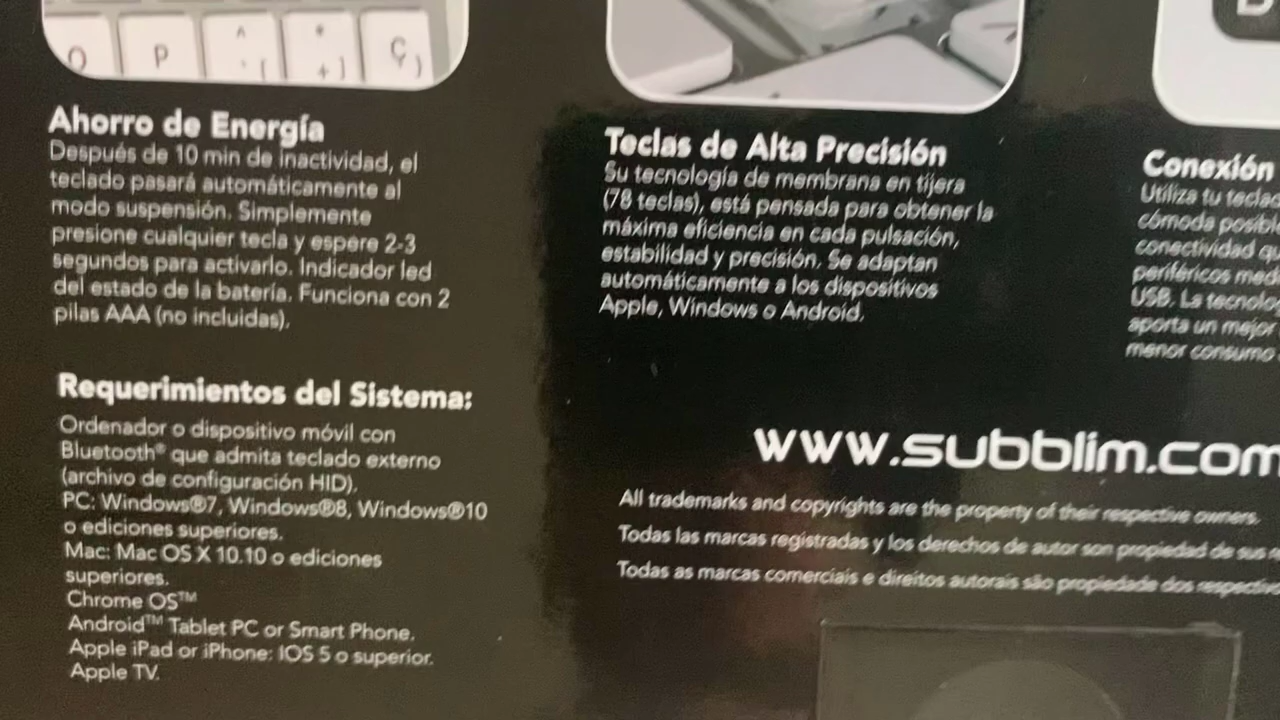 O P ^ ` [ * + ] Ç }
Ahorro de Energía
Después de 10 min de inactividad, el
teclado pasará automáticamente al
modo suspensión. Simplemente
presione cualquier tecla y espere 2-3
segundos para activarlo. Indicador led
del estado de la batería. Funciona con 2
pilas AAA (no incluidas).
Requerimientos del Sistema:
Ordenador o dispositivo móvil con
Bluetooth® que admita teclado externo
(archivo de configuración HID).
PC: Windows®7, Windows®8, Windows®10
o ediciones superiores.
Mac: Mac OS X 10.10 o ediciones
superiores.
Chrome OS™
Android™ Tablet PC or Smart Phone.
Apple iPad or iPhone: IOS 5 o superior.
Apple TV.
Teclas de Alta Precisión
Su tecnología de membrana en tijera
(78 teclas), está pensada para obtener la
máxima eficiencia en cada pulsación,
estabilidad y precisión. Se adaptan
automáticamente a los dispositivos
Apple, Windows o Android.
Conexión
Utiliza tu teclad
cómoda posible
conectividad qu
periféricos med
USB. La tecnolog
aporta un mejor
menor consumo
www.subblim.com
All trademarks and copyrights are the property of their respective owners.
Todas las marcas registradas y los derechos de autor son propiedad de sus
Todas as marcas comerciais e direitos autorais são propriedade dos respectiv